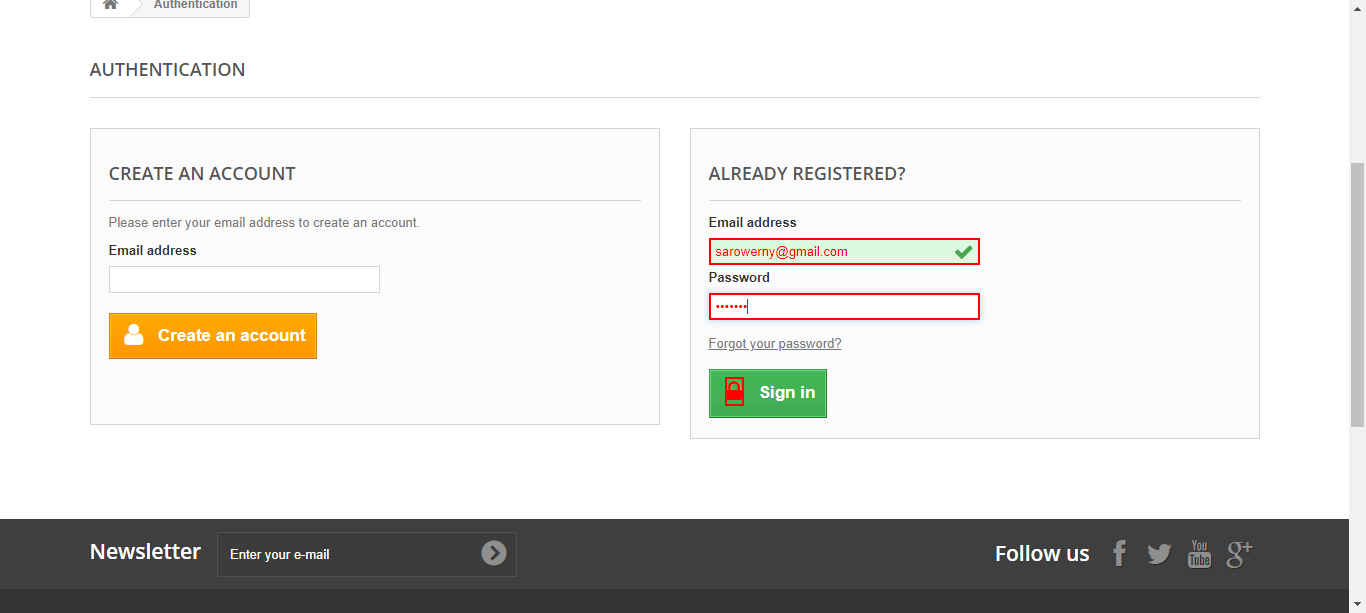 Authentication
AUTHENTICATION
CREATE AN ACCOUNT
Please enter your email address to create an account.
Email address
Create an account
ALREADY REGISTERED?
Email address
sarowerny@gmail.com
Password
•••••••
Forgot your password?
Sign in
Newsletter
Enter your e-mail
Follow us
You
Tube
g+